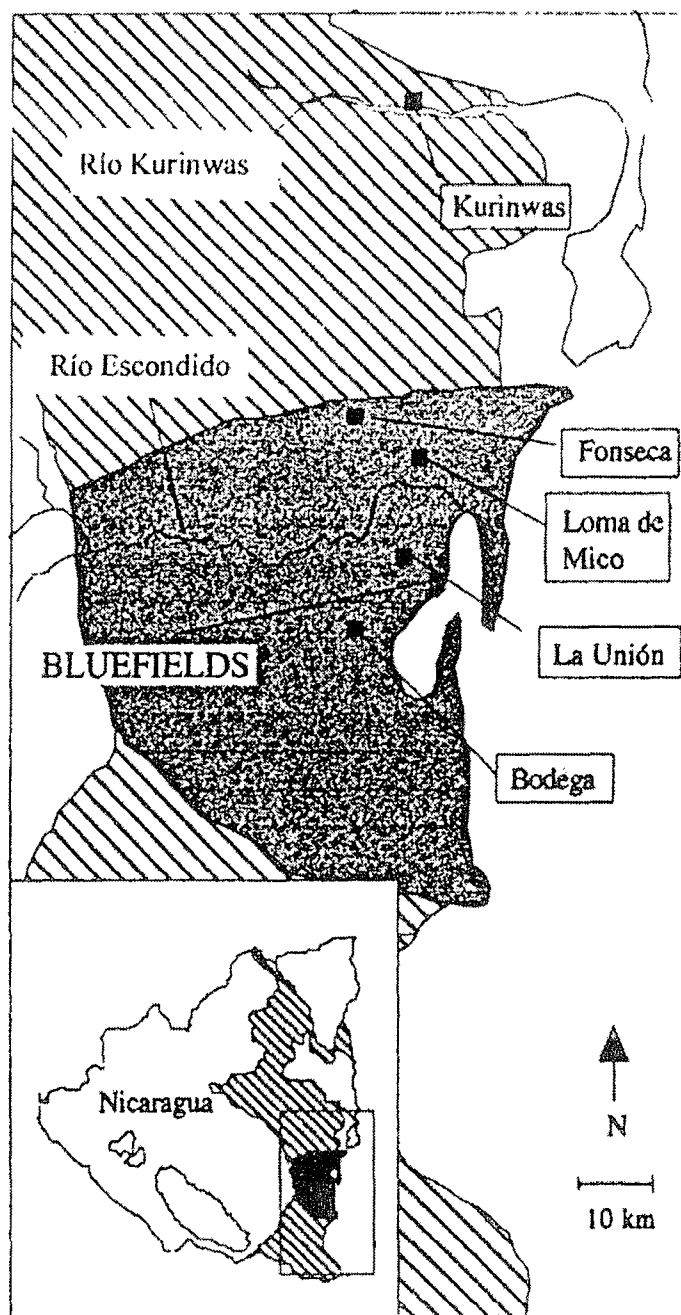 Río Kurinwas
Kurinwas
Río Escondido
Fonseca
Loma de
Mico
La Unión
BLUEFIELDS
Bodega
Nicaragua
N
10 km